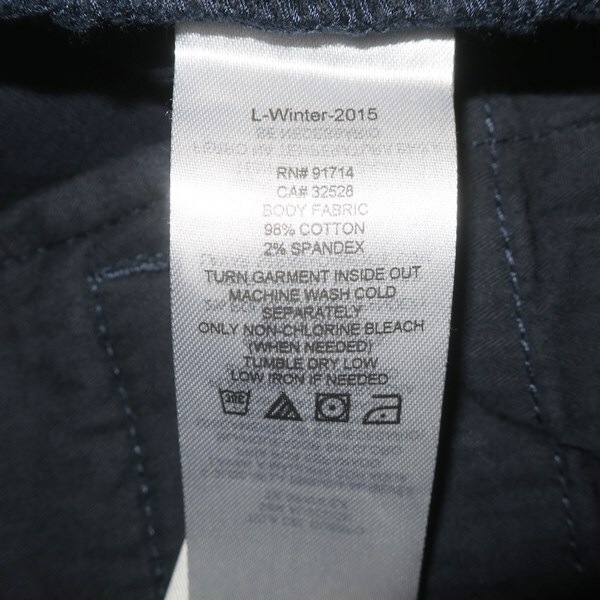 L-Winter-2015
RN# 91714
CA# 32528
BODY FABRIC
98% COTTON
2% SPANDEX
TURN GARMENT INSIDE OUT
MACHINE WASH COLD
SEPARATELY
ONLY NON-CHLORINE BLEACH
(WHEN NEEDED)
TUMBLE DRY LOW
LOW IRON IF NEEDED